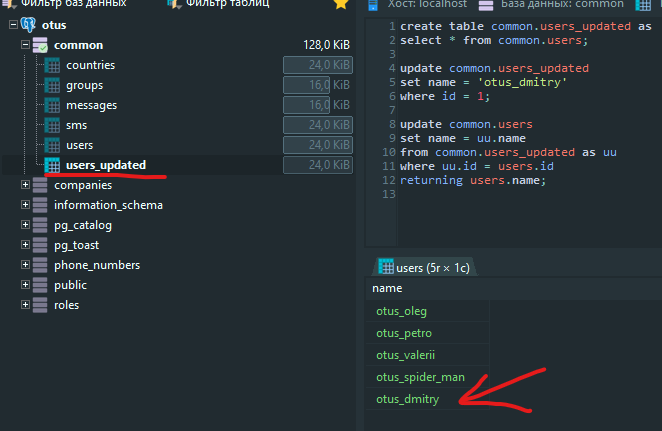 Фильтр баз данных
Фильтр таблиц
otus
common 128,0 KiB
countries 24,0 KiB
groups 16,0 KiB
messages 16,0 KiB
sms 24,0 KiB
users 24,0 KiB
users_updated 24,0 KiB
companies
information_schema
pg_catalog
pg_toast
phone_numbers
public
roles
Хост: localhost
База данных: common
1 create table common.users_updated as
2 select * from common.users;
3
4 update common.users_updated
5 set name = 'otus_dmitry'
6 where id = 1;
7
8 update common.users
9 set name = uu.name
10 from common.users_updated as uu
11 where uu.id = users.id
12 returning users.name;
13
users (5r × 1c)
name
otus_oleg
otus_petro
otus_valerii
otus_spider_man
otus_dmitry